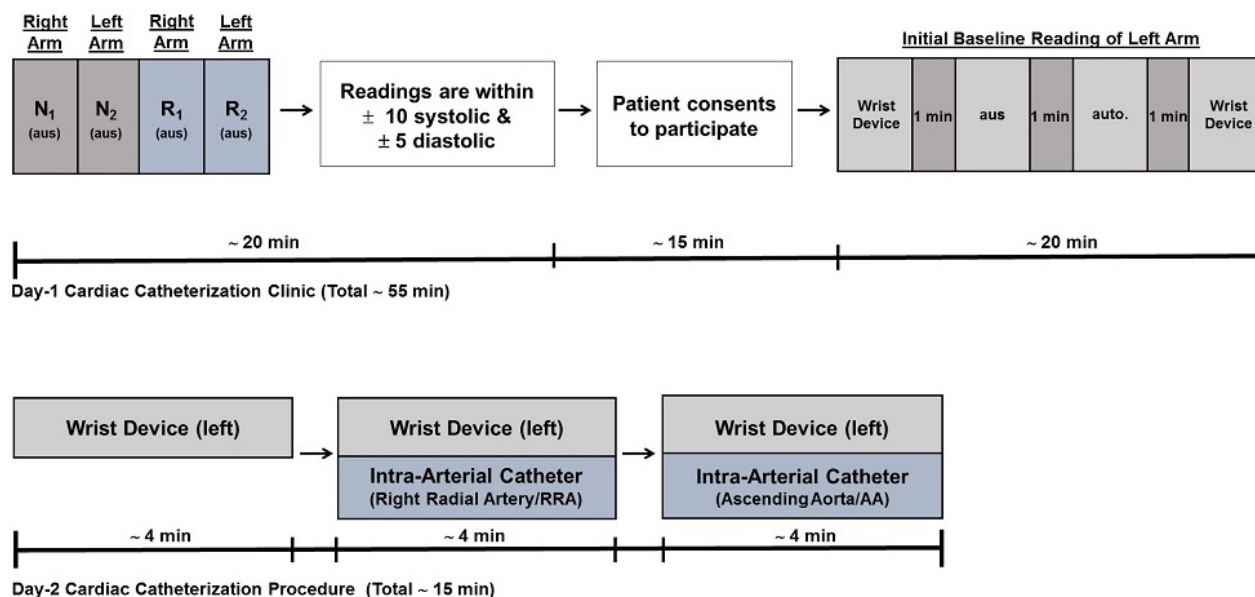 Right Arm Left Arm Right Arm Left Arm
N1 (aus) N2 (aus) R1 (aus) R2 (aus)
Readings are within
± 10 systolic &
± 5 diastolic
Patient consents
to participate
Initial Baseline Reading of Left Arm
Wrist Device 1 min aus 1 min auto. 1 min Wrist Device
~ 20 min ~ 15 min ~ 20 min
Day-1 Cardiac Catheterization Clinic (Total ~ 55 min)
Wrist Device (left)
Wrist Device (left)
Intra-Arterial Catheter
(Right Radial Artery/RRA)
Wrist Device (left)
Intra-Arterial Catheter
(Ascending Aorta/AA)
~ 4 min ~ 4 min ~ 4 min
Day-2 Cardiac Catheterization Procedure (Total ~ 15 min)